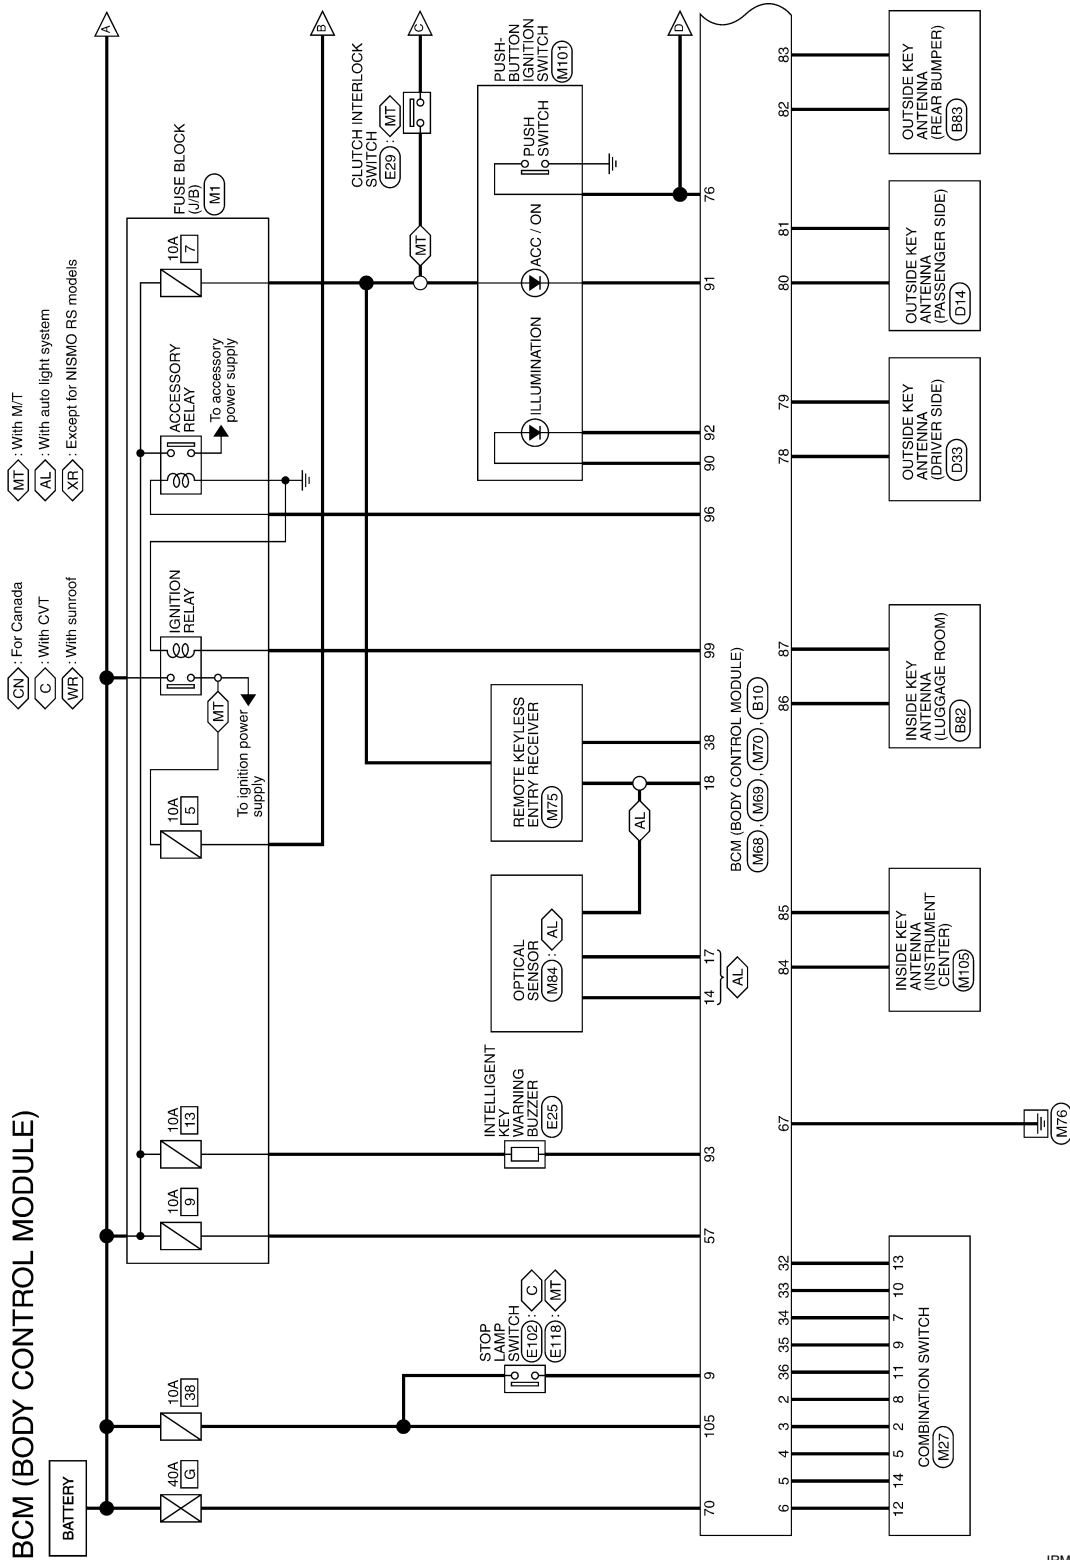 BCM (BODY CONTROL MODULE)
BATTERY
CN : For Canada
C : With CVT
WR : With sunroof
MT : With M/T
AL : With auto light system
XR : Except for NISMO RS models
A
B
C
D
40A
G
10A
38
10A
9
10A
13
10A
5
10A
7
FUSE BLOCK
(J/B)
M1
IGNITION
RELAY
MT
To ignition power
supply
ACCESSORY
RELAY
To accessory
power supply
CLUTCH INTERLOCK
SWITCH
E29 : MT
MT
STOP
LAMP
SWITCH
E102 : C
E118 : MT
INTELLIGENT
KEY
WARNING
BUZZER
E25
OPTICAL
SENSOR
M84 : AL
AL
REMOTE KEYLESS
ENTRY RECEIVER
M75
PUSH-
BUTTON
IGNITION
SWITCH
M101
ILLUMINATION
ACC / ON
PUSH
SWITCH
70 105 9 57 93 14 17 18 38 99 96 90 92 91 76
AL
BCM (BODY CONTROL MODULE)
M68 , M69 , M70 , B10
6 5 4 3 2 36 35 34 33 32 67 84 85 86 87 78 79 80 81 82 83
12 14 5 2 8 11 9 7 10 13
COMBINATION SWITCH
M27
M76
INSIDE KEY
ANTENNA
(INSTRUMENT
CENTER)
M105
INSIDE KEY
ANTENNA
(LUGGAGE ROOM)
B82
OUTSIDE KEY
ANTENNA
(DRIVER SIDE)
D33
OUTSIDE KEY
ANTENNA
(PASSENGER SIDE)
D14
OUTSIDE KEY
ANTENNA
(REAR BUMPER)
B83